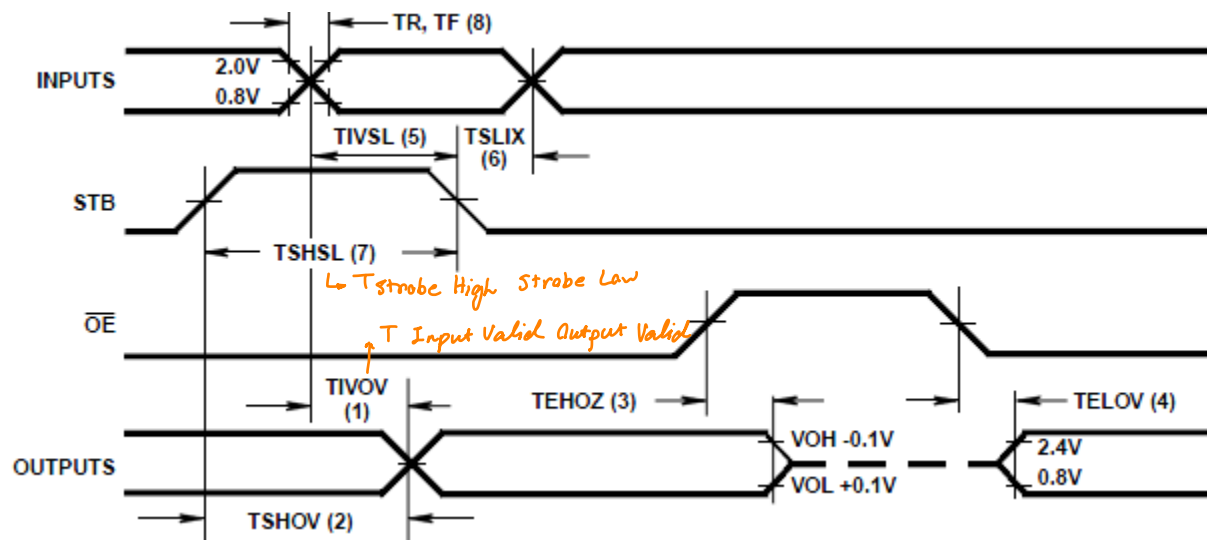 TR, TF (8)
INPUTS
2.0V
0.8V
TIVSL (5)
TSLIX
(6)
STB
TSHSL (7)
↳ T Strobe High Strobe Low
OE
T Input Valid Output Valid
TIVOV
(1)
TEHOZ (3)
TELOV (4)
OUTPUTS
VOH -0.1V
VOL +0.1V
2.4V
0.8V
TSHOV (2)